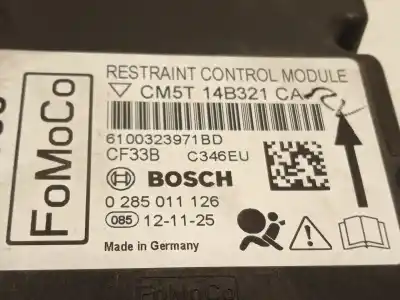 RESTRAINT CONTROL MODULE
CM5T 14B321 CA
6100323971BD
CF33B C346EU
BOSCH
0 285 011 126
085 12-11-25
Made in Germany
FoMoCo
FoMoCo